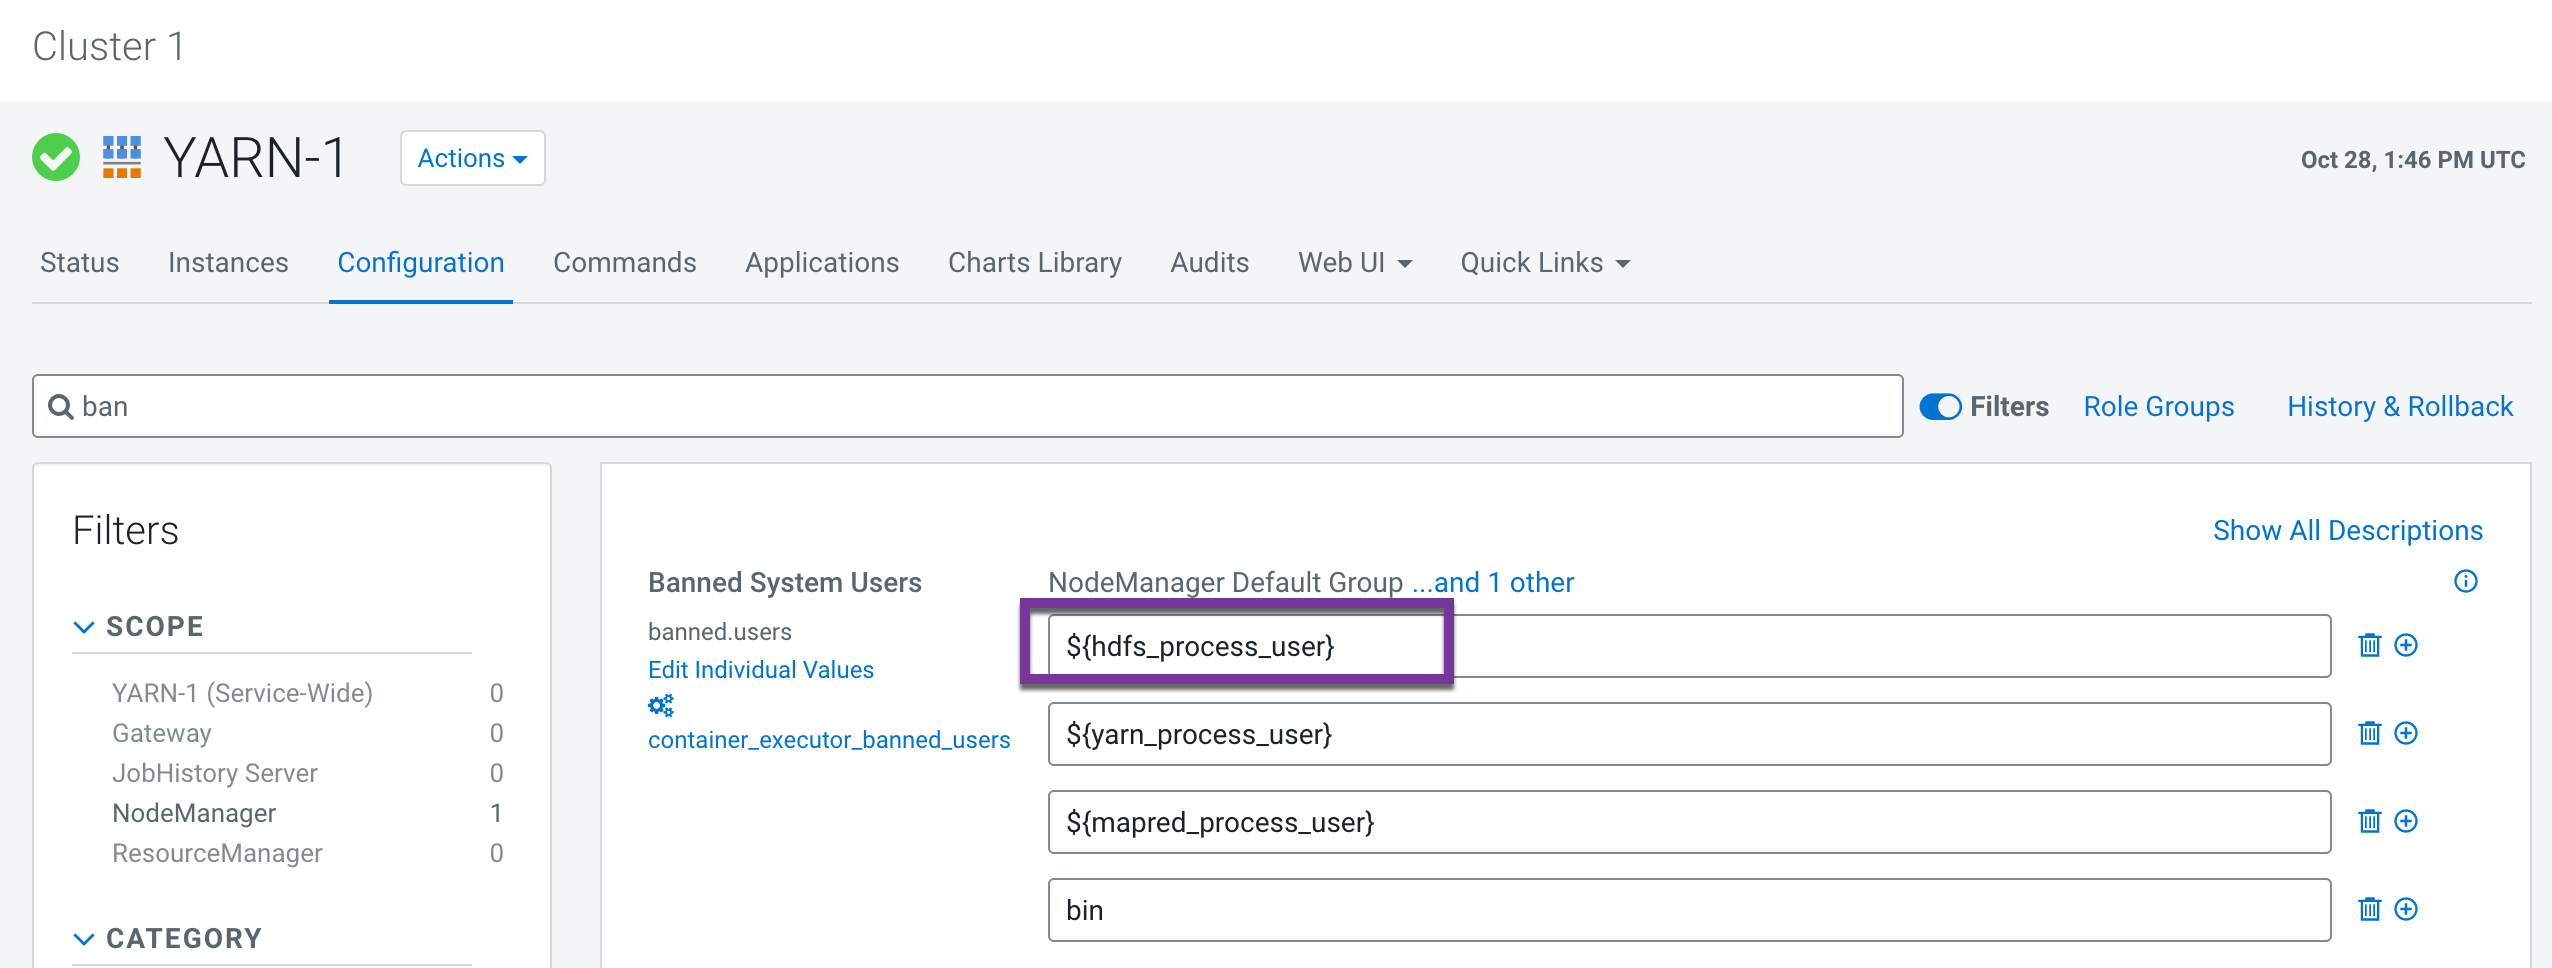 Cluster 1
YARN-1
Actions
Oct 28, 1:46 PM UTC
Status Instances Configuration Commands Applications Charts Library Audits Web UI Quick Links
ban
Filters Role Groups History & Rollback
Filters
SCOPE
YARN-1 (Service-Wide) 0
Gateway 0
JobHistory Server 0
NodeManager 1
ResourceManager 0
CATEGORY
Show All Descriptions
Banned System Users
banned.users
Edit Individual Values
container_executor_banned_users
NodeManager Default Group ...and 1 other
${hdfs_process_user}
${yarn_process_user}
${mapred_process_user}
bin